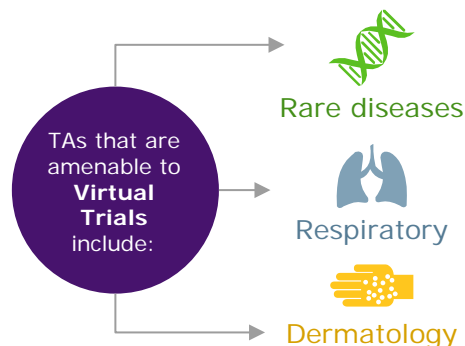 TAs that are
amenable to
Virtual
Trials
include:
Rare diseases
Respiratory
Dermatology